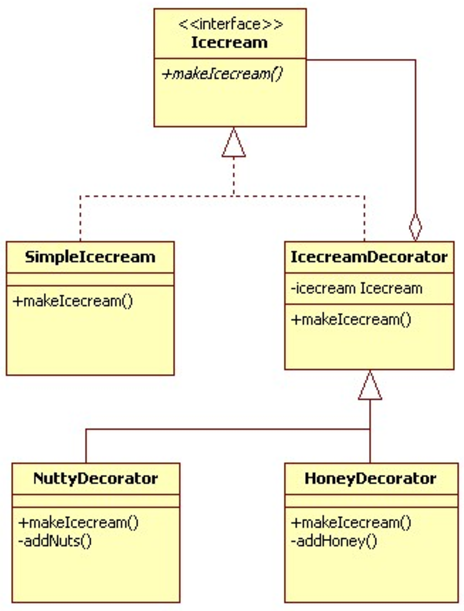 <<interface>>
Icecream
+makeIcecream()
SimpleIcecream
+makeIcecream()
IcecreamDecorator
-icecream Icecream
+makeIcecream()
NuttyDecorator
+makeIcecream()
-addNuts()
HoneyDecorator
+makeIcecream()
-addHoney()